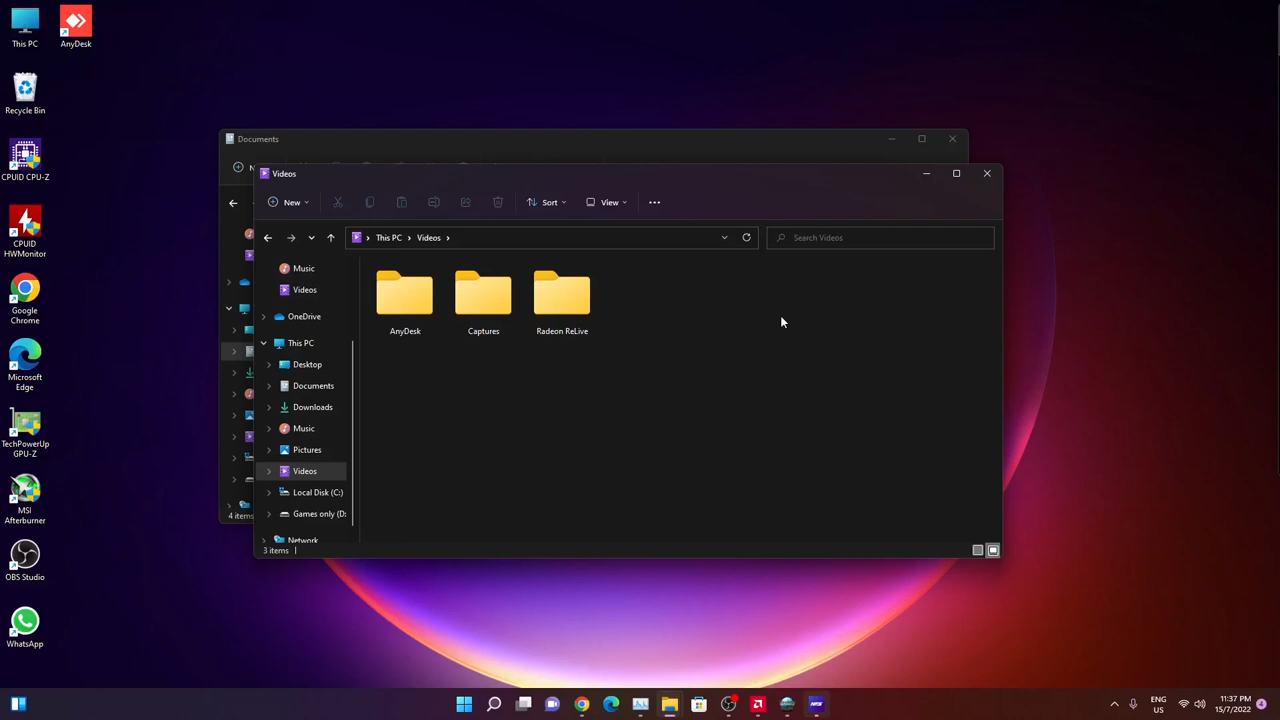 This PC
AnyDesk
Recycle Bin
CPUID CPU-Z
CPUID
HWMonitor
Google
Chrome
Microsoft
Edge
TechPowerUp
GPU-Z
MSI
Afterburner
OBS Studio
WhatsApp
Documents
N
4 items
Videos
New
Sort
View
This PC
Videos
Search Videos
Music
Videos
OneDrive
This PC
Desktop
Documents
Downloads
Music
Pictures
Videos
Local Disk (C:)
Games only (D:
Network
AnyDesk
Captures
Radeon ReLive
3 items
ENG
US
11:37 PM
15/7/2022
4